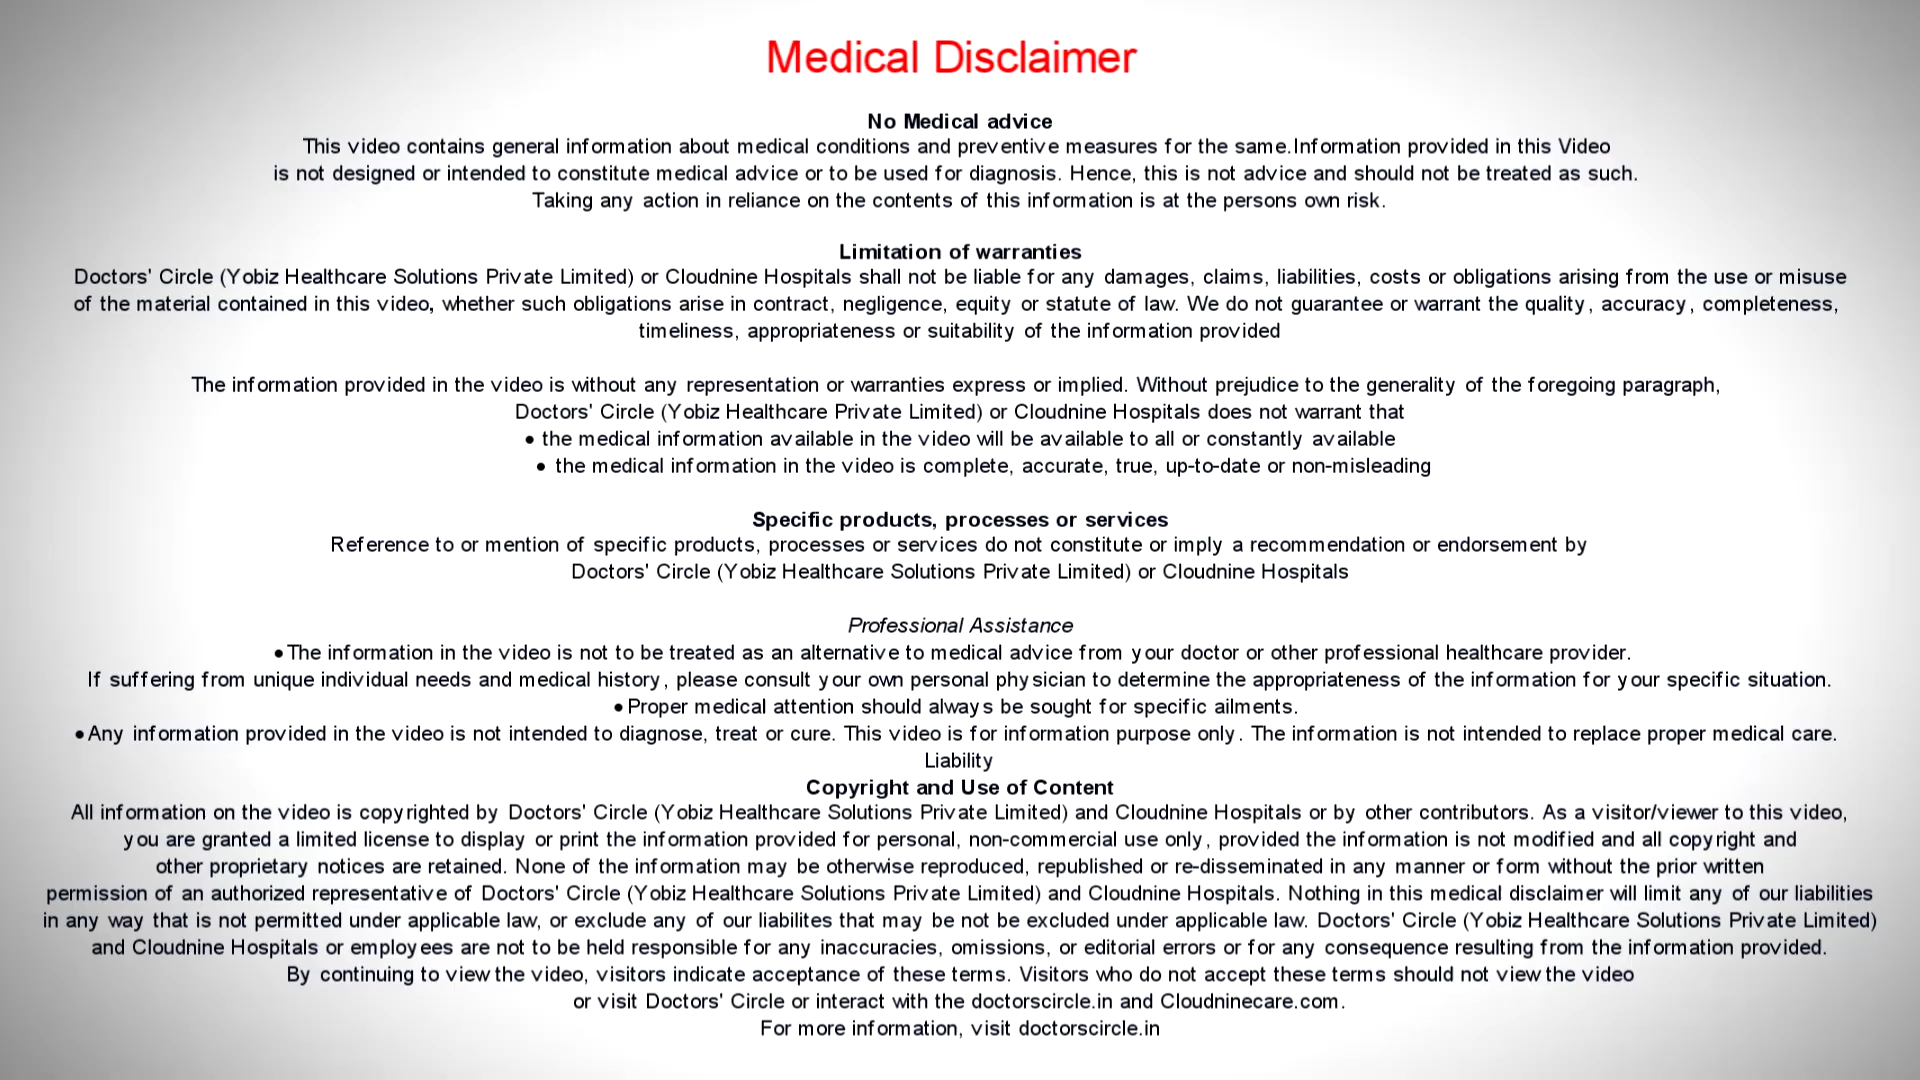 Medical Disclaimer
No Medical advice
This video contains general information about medical conditions and preventive measures for the same.Information provided in this Video
is not designed or intended to constitute medical advice or to be used for diagnosis. Hence, this is not advice and should not be treated as such.
Taking any action in reliance on the contents of this information is at the persons own risk.
Limitation of warranties
Doctors' Circle (Yobiz Healthcare Solutions Private Limited) or Cloudnine Hospitals shall not be liable for any damages, claims, liabilities, costs or obligations arising from the use or misuse
of the material contained in this video, whether such obligations arise in contract, negligence, equity or statute of law. We do not guarantee or warrant the quality, accuracy, completeness,
timeliness, appropriateness or suitability of the information provided
The information provided in the video is without any representation or warranties express or implied. Without prejudice to the generality of the foregoing paragraph,
Doctors' Circle (Yobiz Healthcare Private Limited) or Cloudnine Hospitals does not warrant that
• the medical information available in the video will be available to all or constantly available
• the medical information in the video is complete, accurate, true, up-to-date or non-misleading
Specific products, processes or services
Reference to or mention of specific products, processes or services do not constitute or imply a recommendation or endorsement by
Doctors' Circle (Yobiz Healthcare Solutions Private Limited) or Cloudnine Hospitals
Professional Assistance
•The information in the video is not to be treated as an alternative to medical advice from your doctor or other professional healthcare provider.
If suffering from unique individual needs and medical history, please consult your own personal physician to determine the appropriateness of the information for your specific situation.
•Proper medical attention should always be sought for specific ailments.
•Any information provided in the video is not intended to diagnose, treat or cure. This video is for information purpose only. The information is not intended to replace proper medical care.
Liability
Copyright and Use of Content
All information on the video is copyrighted by Doctors' Circle (Yobiz Healthcare Solutions Private Limited) and Cloudnine Hospitals or by other contributors. As a visitor/viewer to this video,
you are granted a limited license to display or print the information provided for personal, non-commercial use only, provided the information is not modified and all copyright and
other proprietary notices are retained. None of the information may be otherwise reproduced, republished or re-disseminated in any manner or form without the prior written
permission of an authorized representative of Doctors' Circle (Yobiz Healthcare Solutions Private Limited) and Cloudnine Hospitals. Nothing in this medical disclaimer will limit any of our liabilities
in any way that is not permitted under applicable law, or exclude any of our liabilites that may be not be excluded under applicable law. Doctors' Circle (Yobiz Healthcare Solutions Private Limited)
and Cloudnine Hospitals or employees are not to be held responsible for any inaccuracies, omissions, or editorial errors or for any consequence resulting from the information provided.
By continuing to view the video, visitors indicate acceptance of these terms. Visitors who do not accept these terms should not view the video
or visit Doctors' Circle or interact with the doctorscircle.in and Cloudninecare.com.
For more information, visit doctorscircle.in